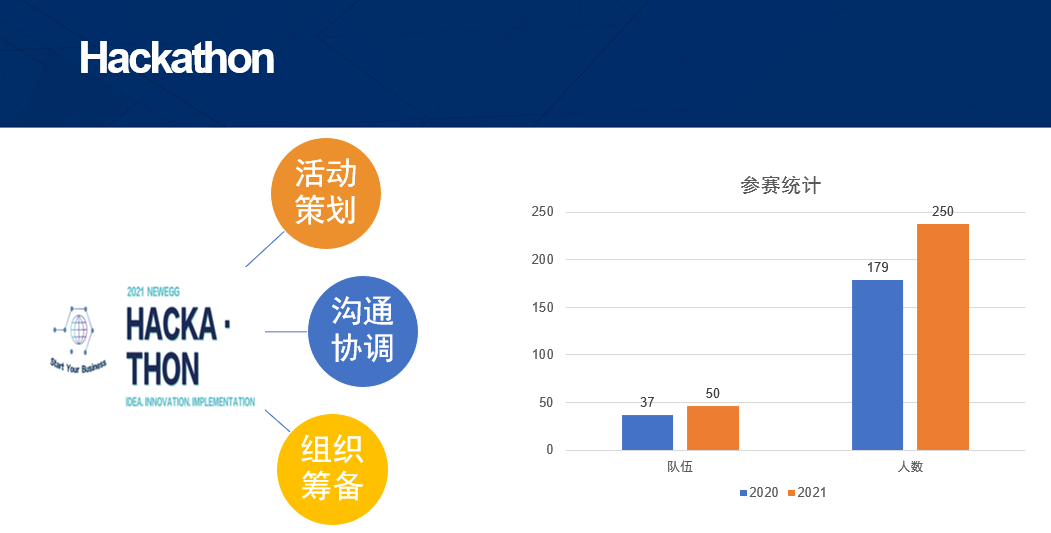 Hackathon
活动
策划
2021 NEWEGG
HACKA·
THON
Start Your Business
IDEA. INNOVATION. IMPLEMENTATION
沟通
协调
组织
筹备
参赛统计
250
200
150
100
50
0
37
50
179
250
队伍
人数
2020
2021